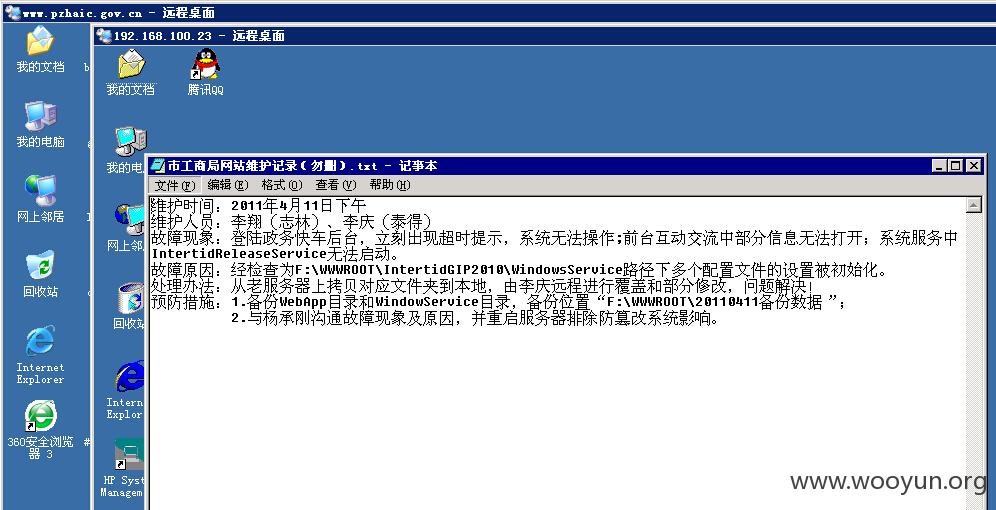 www.pzhaic.gov.cn - 远程桌面
192.168.100.23 - 远程桌面
我的文档
我的电脑
网上邻居
回收站
Internet
Explorer
360安全浏览
器 3
我的文档
腾讯QQ
我的电
网上邻
回收站
Intern
Explor
HP Syst
Managem
市工商局网站维护记录(勿删).txt - 记事本
文件(F) 编辑(E) 格式(O) 查看(V) 帮助(H)
维护时间：2011年4月11日下午
维护人员：李翔（志林）、李庆（泰得）
故障现象：登陆政务快车后台，立刻出现超时提示，系统无法操作;前台互动交流中部分信息无法打开；系统服务中
IntertidReleaseService无法启动。
故障原因：经检查为F:\WWWROOT\IntertidGIP2010\WindowsService路径下多个配置文件的设置被初始化。
处理办法：从老服务器上拷贝对应文件夹到本地，由李庆远程进行覆盖和部分修改，问题解决！
预防措施：1.备份WebApp目录和WindowService目录，备份位置“F:\WWWROOT\20110411备份数据 ”；
2.与杨承刚沟通故障现象及原因，并重启服务器排除防篡改系统影响。
www.wooyun.org